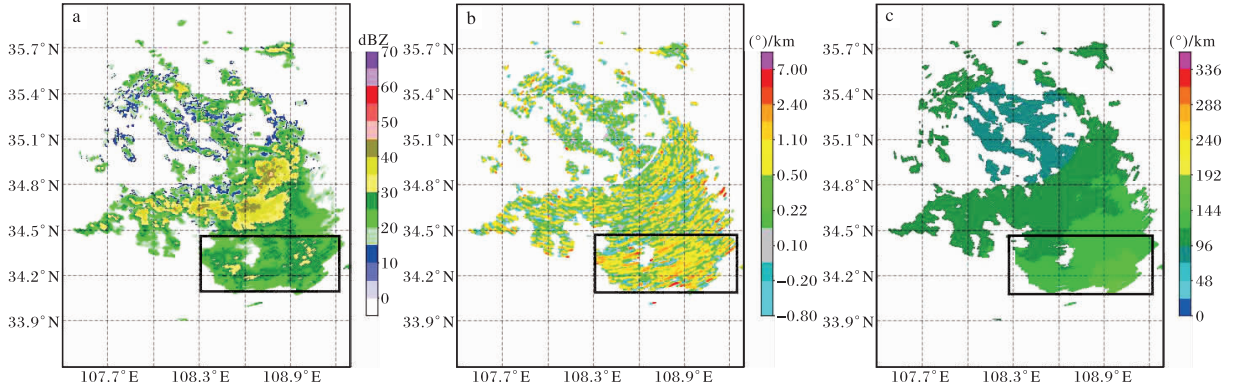 a
dBZ
70
60
50
40
30
20
10
0
35.7°N
35.4°N
35.1°N
34.8°N
34.5°N
34.2°N
33.9°N
107.7°E 108.3°E 108.9°E
b
(°)/km
7.00
2.40
1.10
0.50
0.22
0.10
−0.20
−0.80
35.7°N
35.4°N
35.1°N
34.8°N
34.5°N
34.2°N
33.9°N
107.7°E 108.3°E 108.9°E
c
(°)/km
336
288
240
192
144
96
48
0
35.7°N
35.4°N
35.1°N
34.8°N
34.5°N
34.2°N
33.9°N
107.7°E 108.3°E 108.9°E